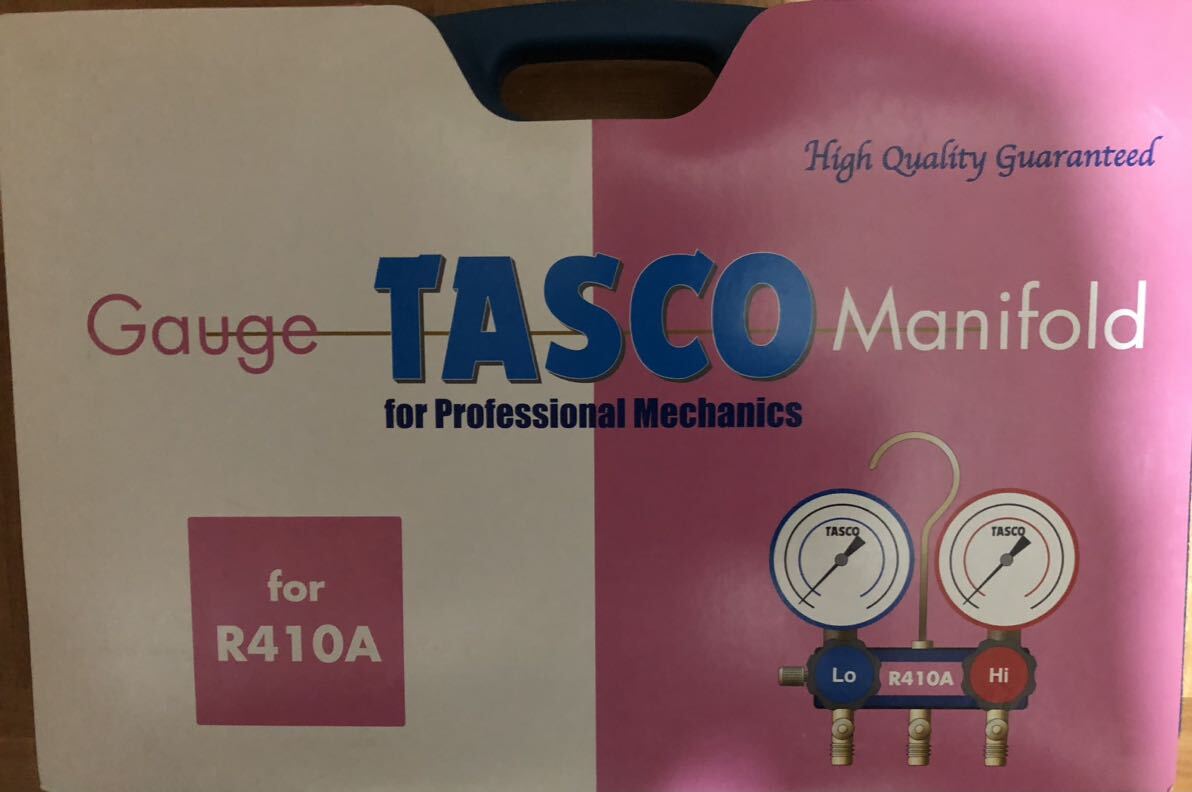 High Quality Guaranteed
Gauge TASCO Manifold
for Professional Mechanics
for
R410A
TASCO
TASCO
Lo R410A Hi